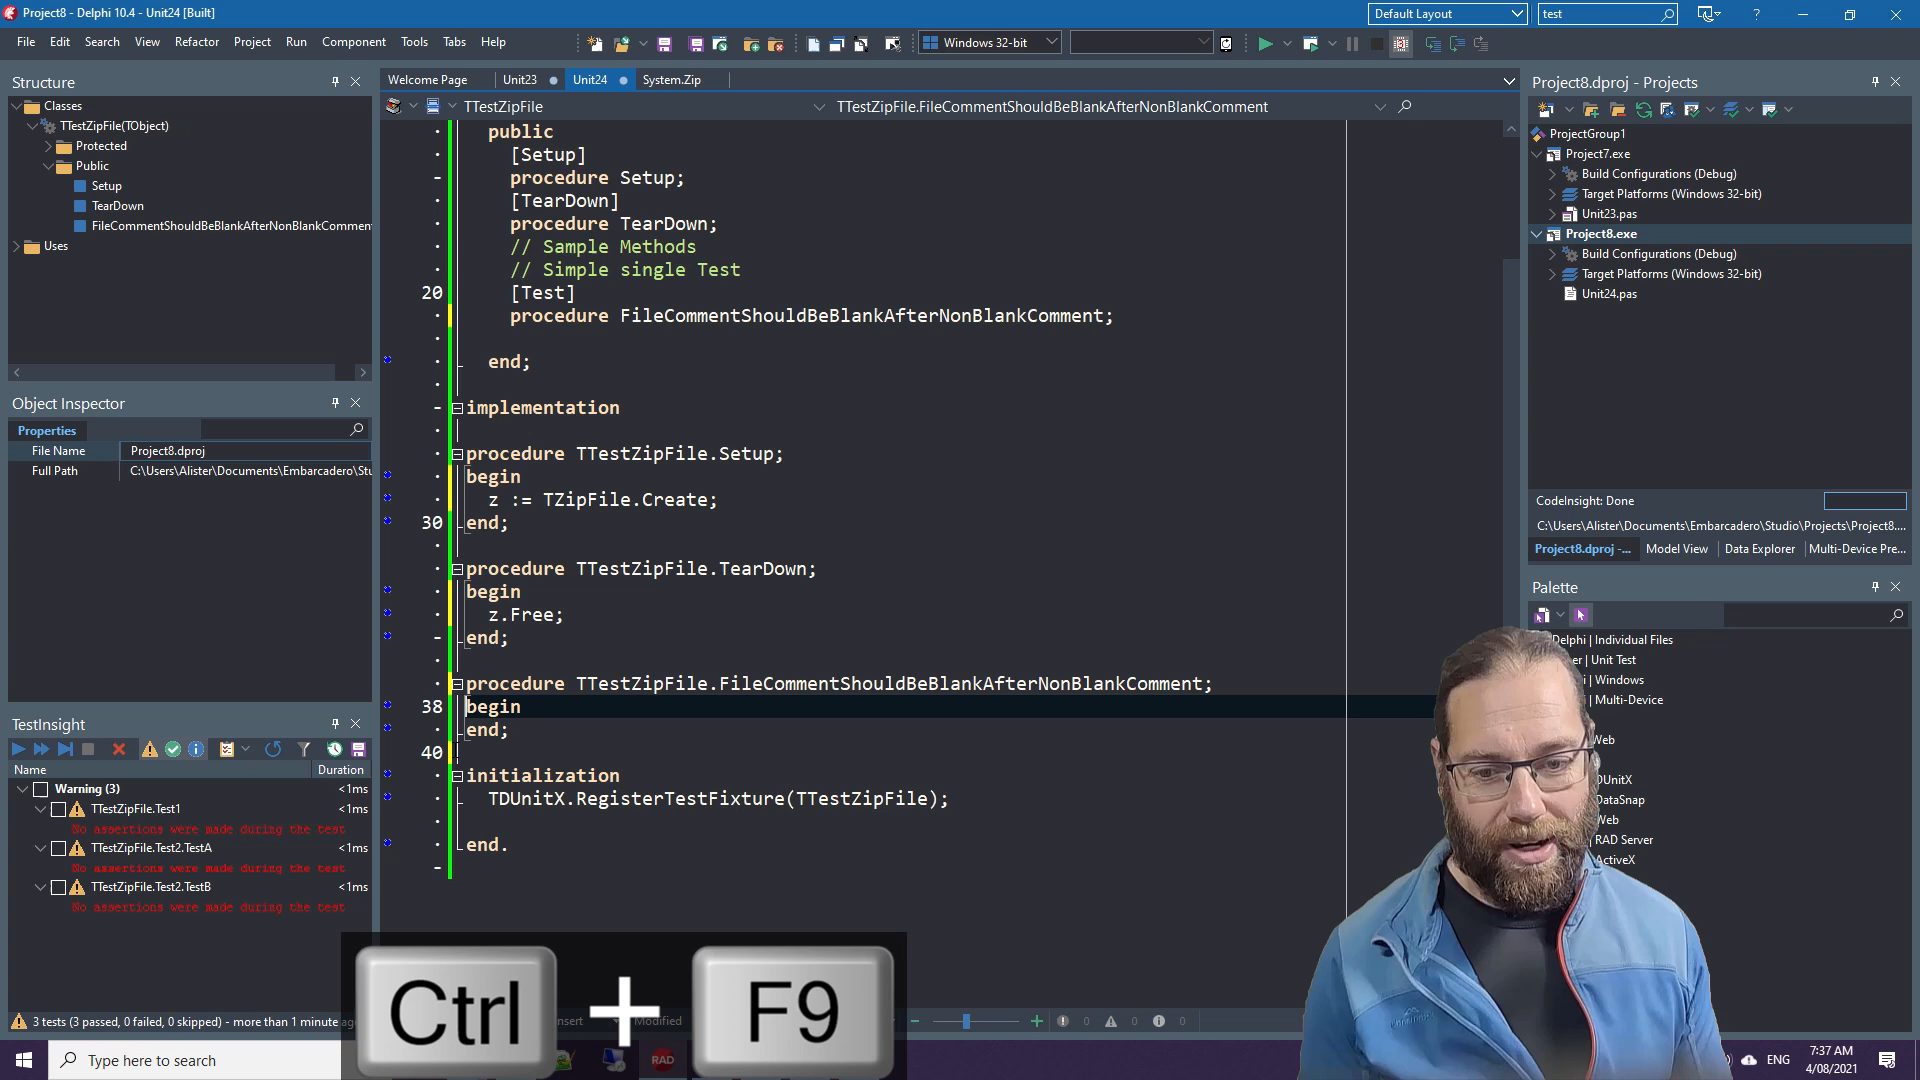 Project8 - Delphi 10.4 - Unit24 [Built]
Default Layout
test
File Edit Search View Refactor Project Run Component Tools Tabs Help
Windows 32-bit
Structure
Classes
TTestZipFile(TObject)
Protected
Public
Setup
TearDown
FileCommentShouldBeBlankAfterNonBlankComment
Uses
Object Inspector
Properties
File Name Project8.dproj
Full Path C:\Users\Alister\Documents\Embarcadero\Stu
TestInsight
Name Duration
Warning (3) <1ms
TTestZipFile.Test1 <1ms
No assertions were made during the test
TTestZipFile.Test2.TestA <1ms
No assertions were made during the test
TTestZipFile.Test2.TestB <1ms
No assertions were made during the test
3 tests (3 passed, 0 failed, 0 skipped) - more than 1 minute
Welcome Page Unit23 Unit24 System.Zip
TTestZipFile TTestZipFile.FileCommentShouldBeBlankAfterNonBlankComment
public
[Setup]
procedure Setup;
[TearDown]
procedure TearDown;
// Sample Methods
// Simple single Test
20 [Test]
procedure FileCommentShouldBeBlankAfterNonBlankComment;
end;
implementation
procedure TTestZipFile.Setup;
begin
z := TZipFile.Create;
30 end;
procedure TTestZipFile.TearDown;
begin
z.Free;
end;
procedure TTestZipFile.FileCommentShouldBeBlankAfterNonBlankComment;
38 begin
end;
40
initialization
TDUnitX.RegisterTestFixture(TTestZipFile);
end.
Ctrl + F9
nsert Modified
0 0 0
Project8.dproj - Projects
ProjectGroup1
Project7.exe
Build Configurations (Debug)
Target Platforms (Windows 32-bit)
Unit23.pas
Project8.exe
Build Configurations (Debug)
Target Platforms (Windows 32-bit)
Unit24.pas
CodeInsight: Done
C:\Users\Alister\Documents\Embarcadero\Studio\Projects\Project8....
Project8.dproj -... Model View Data Explorer Multi-Device Pre...
Palette
Delphi | Individual Files
er | Unit Test
| Windows
| Multi-Device
Web
DUnitX
DataSnap
Web
RAD Server
ActiveX
Type here to search
RAD
ENG
7:37 AM
4/08/2021